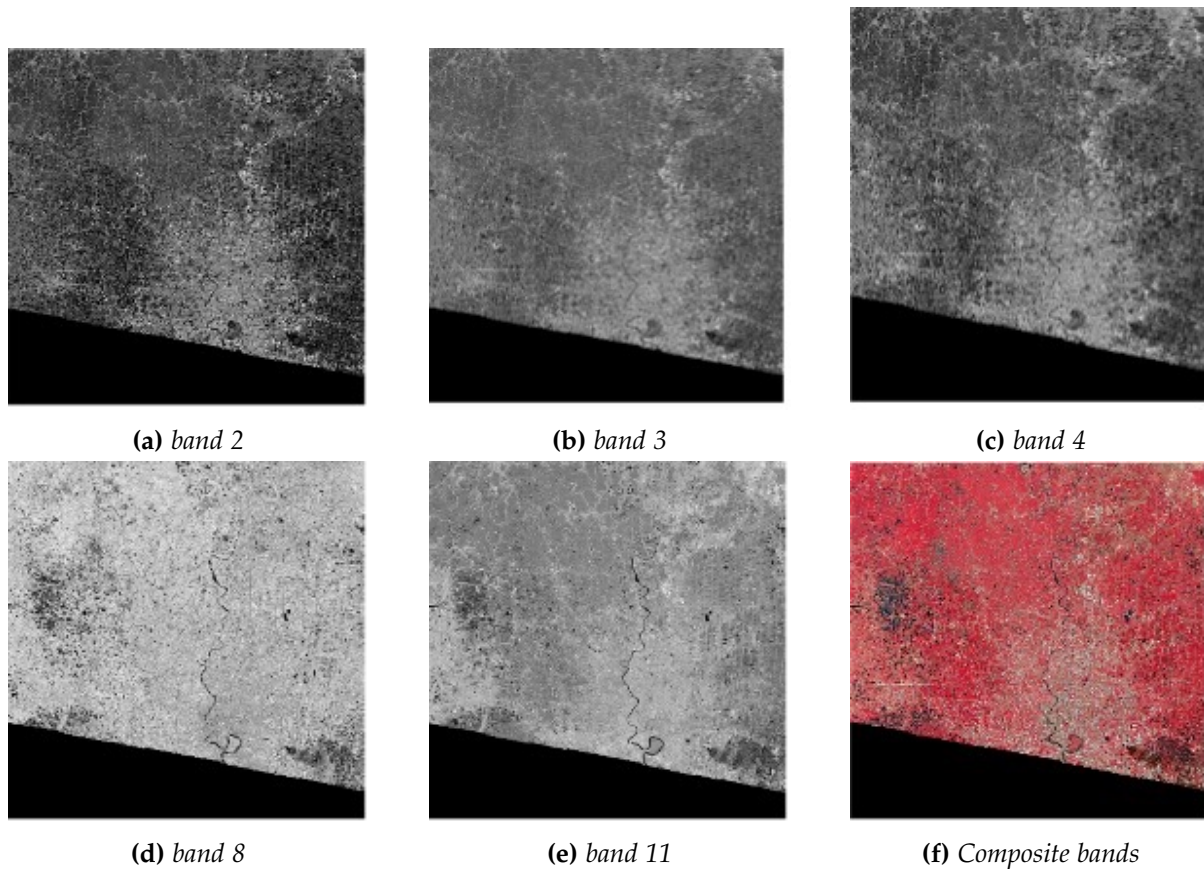 (a) band 2
(b) band 3
(c) band 4
(d) band 8
(e) band 11
(f) Composite bands